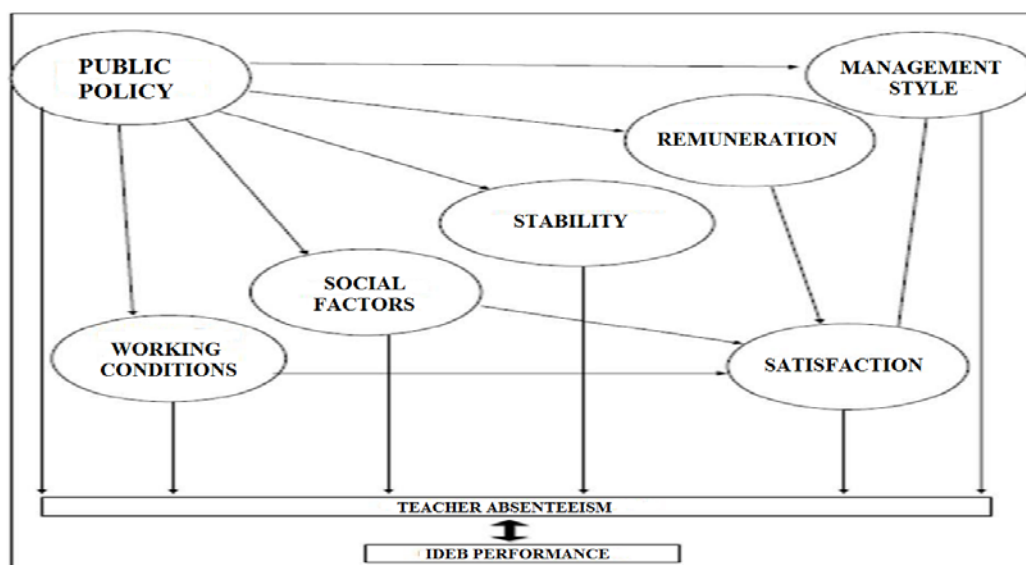 PUBLIC
POLICY
MANAGEMENT
STYLE
REMUNERATION
STABILITY
SOCIAL
FACTORS
WORKING
CONDITIONS
SATISFACTION
TEACHER ABSENTEEISM
IDEB PERFORMANCE